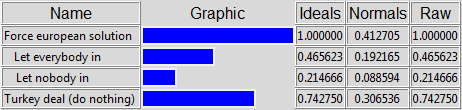 Name Graphic Ideals Normals Raw
Force european solution 1.000000 0.412705 1.000000
Let everybody in 0.465623 0.192165 0.465623
Let nobody in 0.214666 0.088594 0.214666
Turkey deal (do nothing) 0.742750 0.306536 0.742750